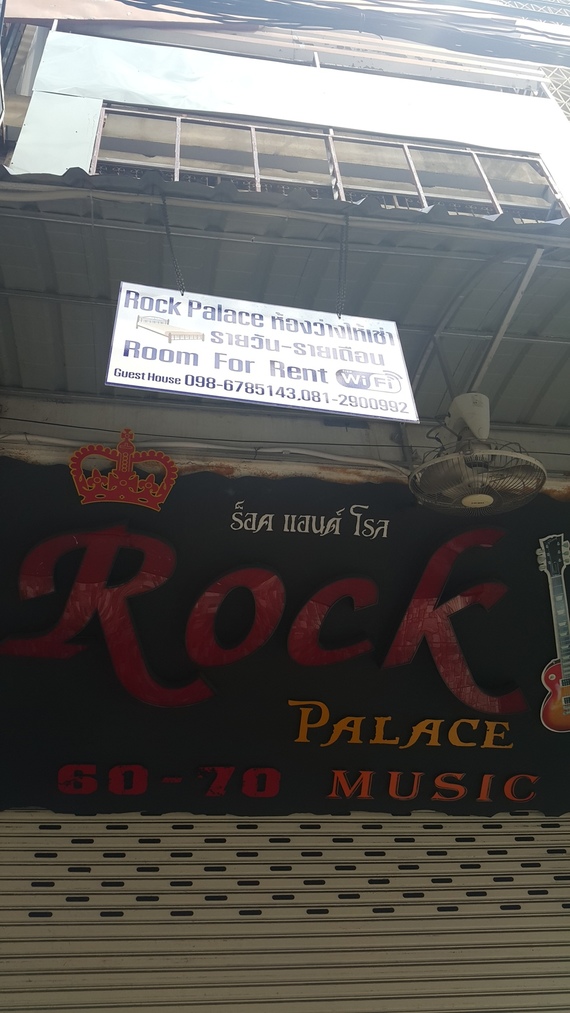 Rock Palace ห้องว่างให้เช่า
รายวัน-รายเดือน
Room For Rent WiFi
Guest House 098-6785143,081-2900992
ร็อค แอนด์ โรล
Rock
PALACE
60-70 MUSIC